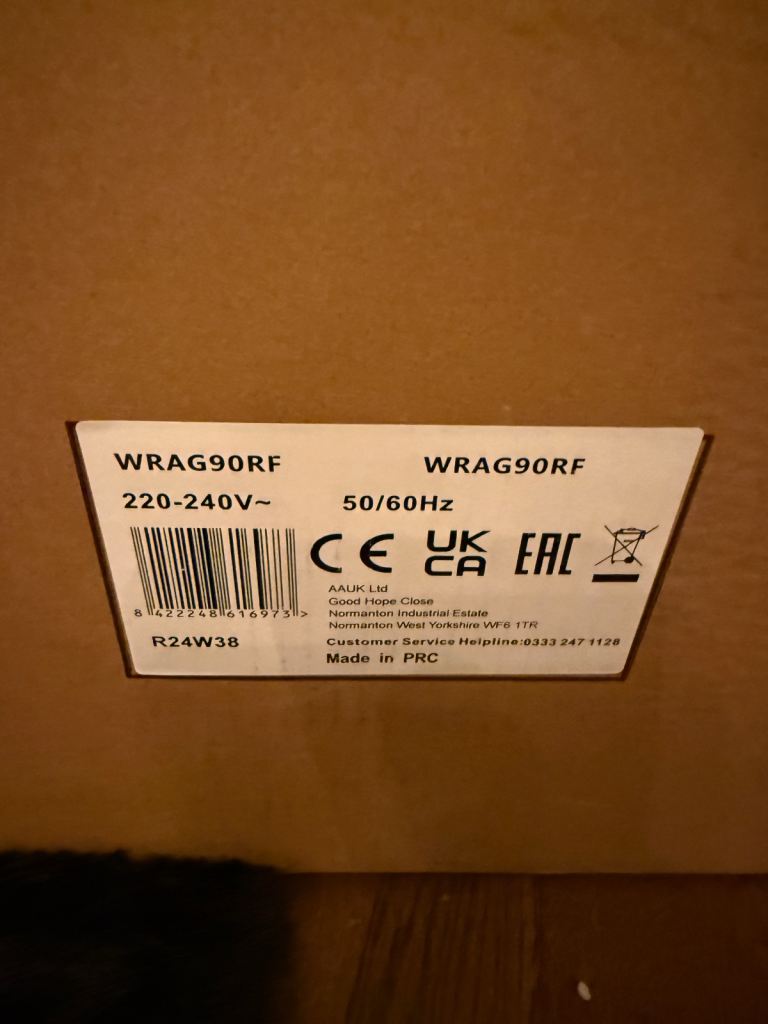 WRAG90RF WRAG90RF
220-240V~ 50/60Hz
CE UK CA EAC
8 422248 616973 >
AAUK Ltd
Good Hope Close
Normanton Industrial Estate
Normanton West Yorkshire WF6 1TR
R24W38
Customer Service Helpline:0333 247 1128
Made in PRC